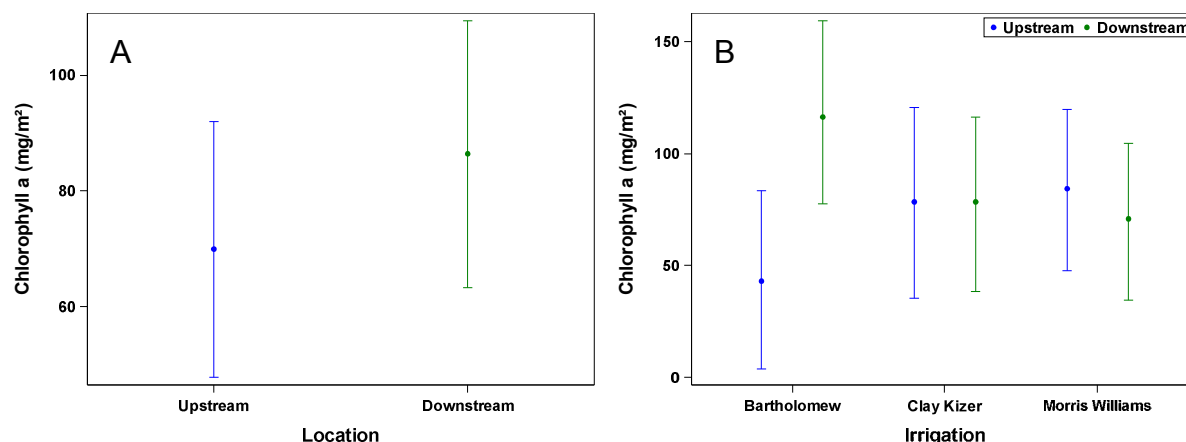 A
Chlorophyll a (mg/m²)
100
80
60
Upstream
Downstream
Location
B
Upstream
Downstream
Chlorophyll a (mg/m²)
150
100
50
0
Bartholomew
Clay Kizer
Morris Williams
Irrigation